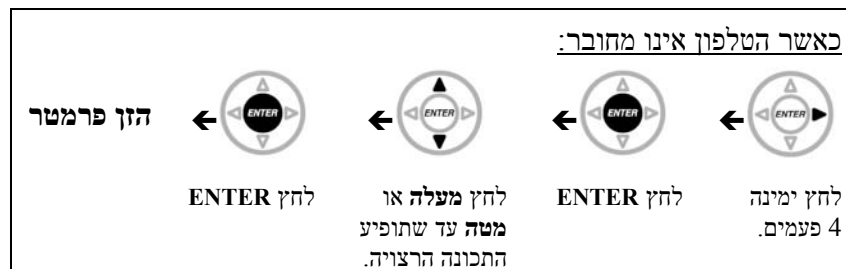 כאשר הטלפון אינו מחובר:
ENTER ENTER ENTER ENTER הזן פרמטר
לחץ ימינה
4 פעמים.
לחץ ENTER
לחץ מעלה או
מטה עד שתופיע
התכונה הרצויה.
לחץ ENTER